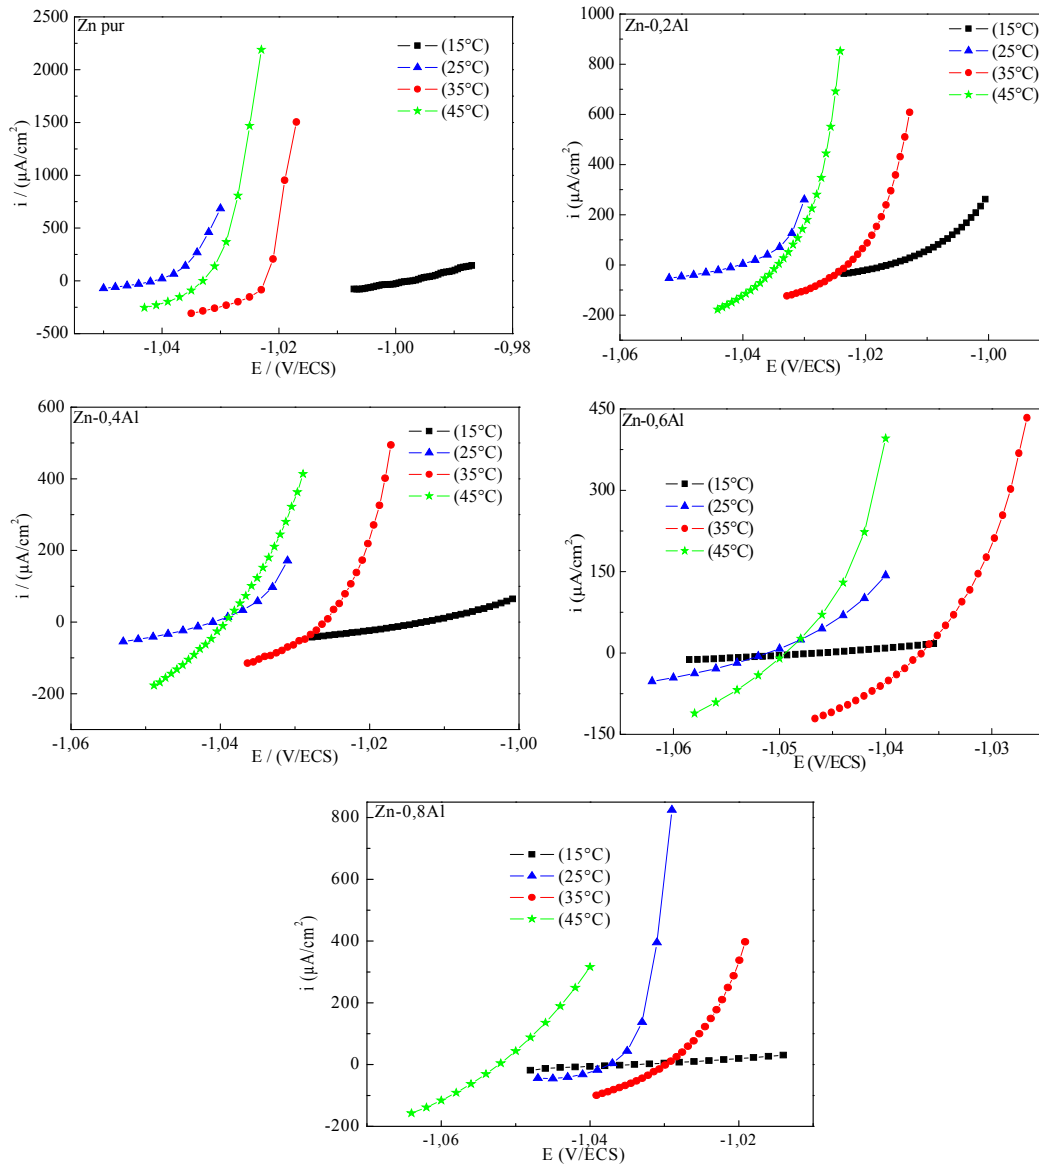 Zn pur
2500
2250
1500
750
500
250
0
-250
-500
i / (µA/cm²)
(15°C)
(25°C)
(35°C)
(45°C)
-1,04
-1,02
-1,00
-0,98
E / (V/ECS)
Zn-0,2Al
1000
800
600
400
200
0
-200
i (µA/cm²)
(15°C)
(25°C)
(35°C)
(45°C)
-1,06
-1,04
-1,02
-1,00
E (V/ECS)
Zn-0,4Al
600
400
200
0
-200
i / (µA/cm²)
(15°C)
(25°C)
(35°C)
(45°C)
-1,06
-1,04
-1,02
-1,00
E / (V/ECS)
Zn-0,6Al
450
300
150
0
-150
i (µA/cm²)
(15°C)
(25°C)
(35°C)
(45°C)
-1,06
-1,05
-1,04
-1,03
E (V/ECS)
Zn-0,8Al
800
600
400
200
0
-200
i (µA/cm²)
(15°C)
(25°C)
(35°C)
(45°C)
-1,06
-1,04
-1,02
E (V/ECS)